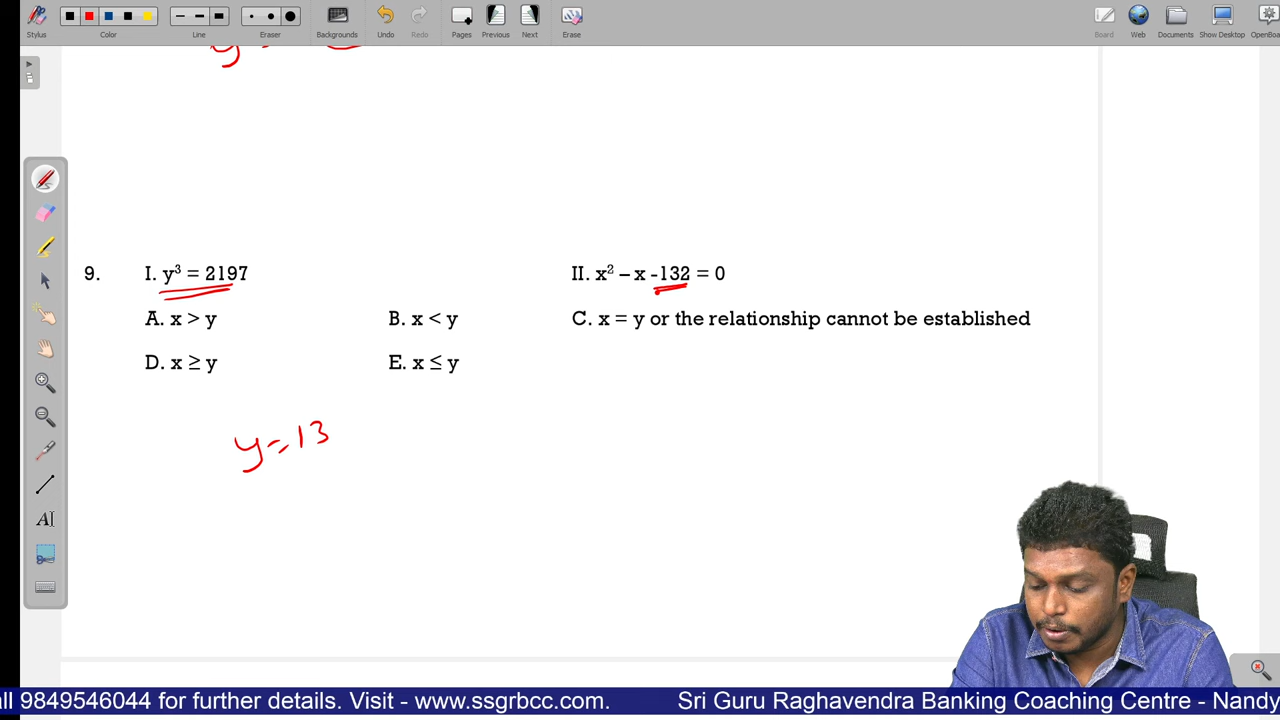 Stylus Color Line Eraser Backgrounds Undo Redo Pages Previous Next Erase Board Web Documents Show Desktop OpenBoa
y =
9. I. y³ = 2197 II. x² – x -132 = 0
A. x > y B. x < y C. x = y or the relationship cannot be established
D. x ≥ y E. x ≤ y
y = 13
all 9849546044 for further details. Visit - www.ssgrbcc.com. Sri Guru Raghavendra Banking Coaching Centre - Nandy